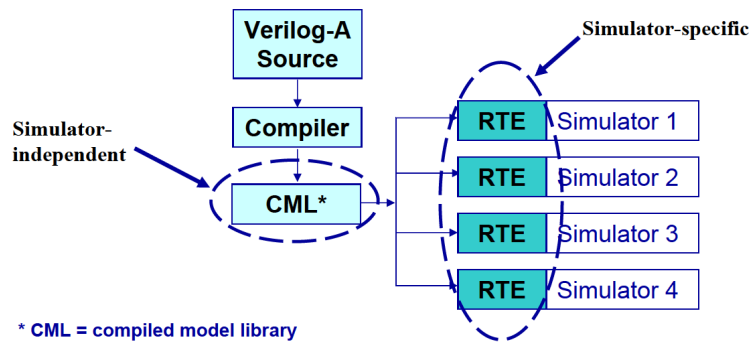 Verilog-A
Source
Simulator-specific
Compiler
Simulator-
independent
CML*
RTE Simulator 1
RTE Simulator 2
RTE Simulator 3
RTE Simulator 4
* CML = compiled model library